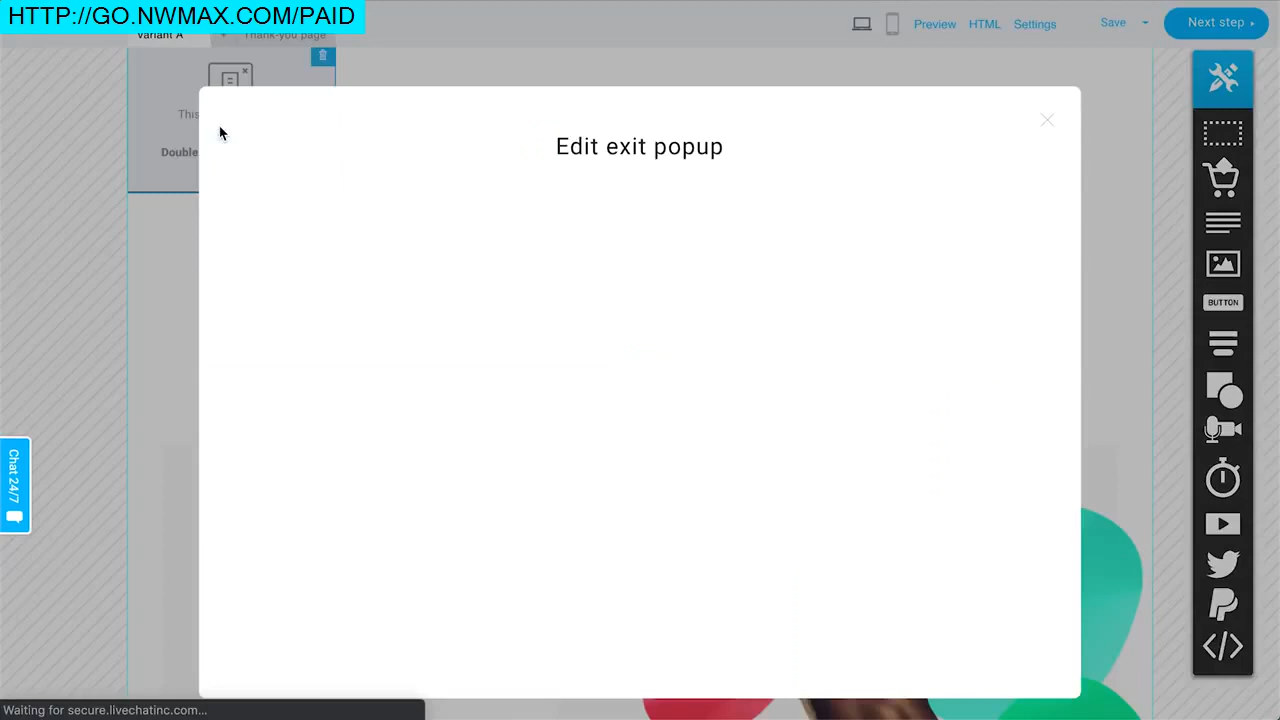 HTTP://GO.NWMAX.COM/PAID
Variant A
Thank-you page
Preview
HTML
Settings
Save
Next step
This
Double
Edit exit popup
BUTTON
Chat 24/7
Waiting for secure.livechatinc.com...